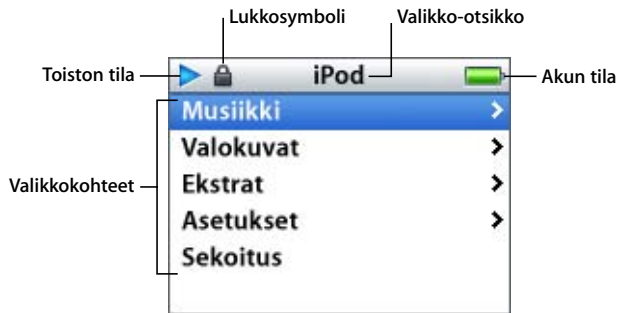 Lukkosymboli Valikko-otsikko
Toiston tila iPod Akun tila
Musiikki
Valokuvat
Valikkokohteet Ekstrat
Asetukset
Sekoitus